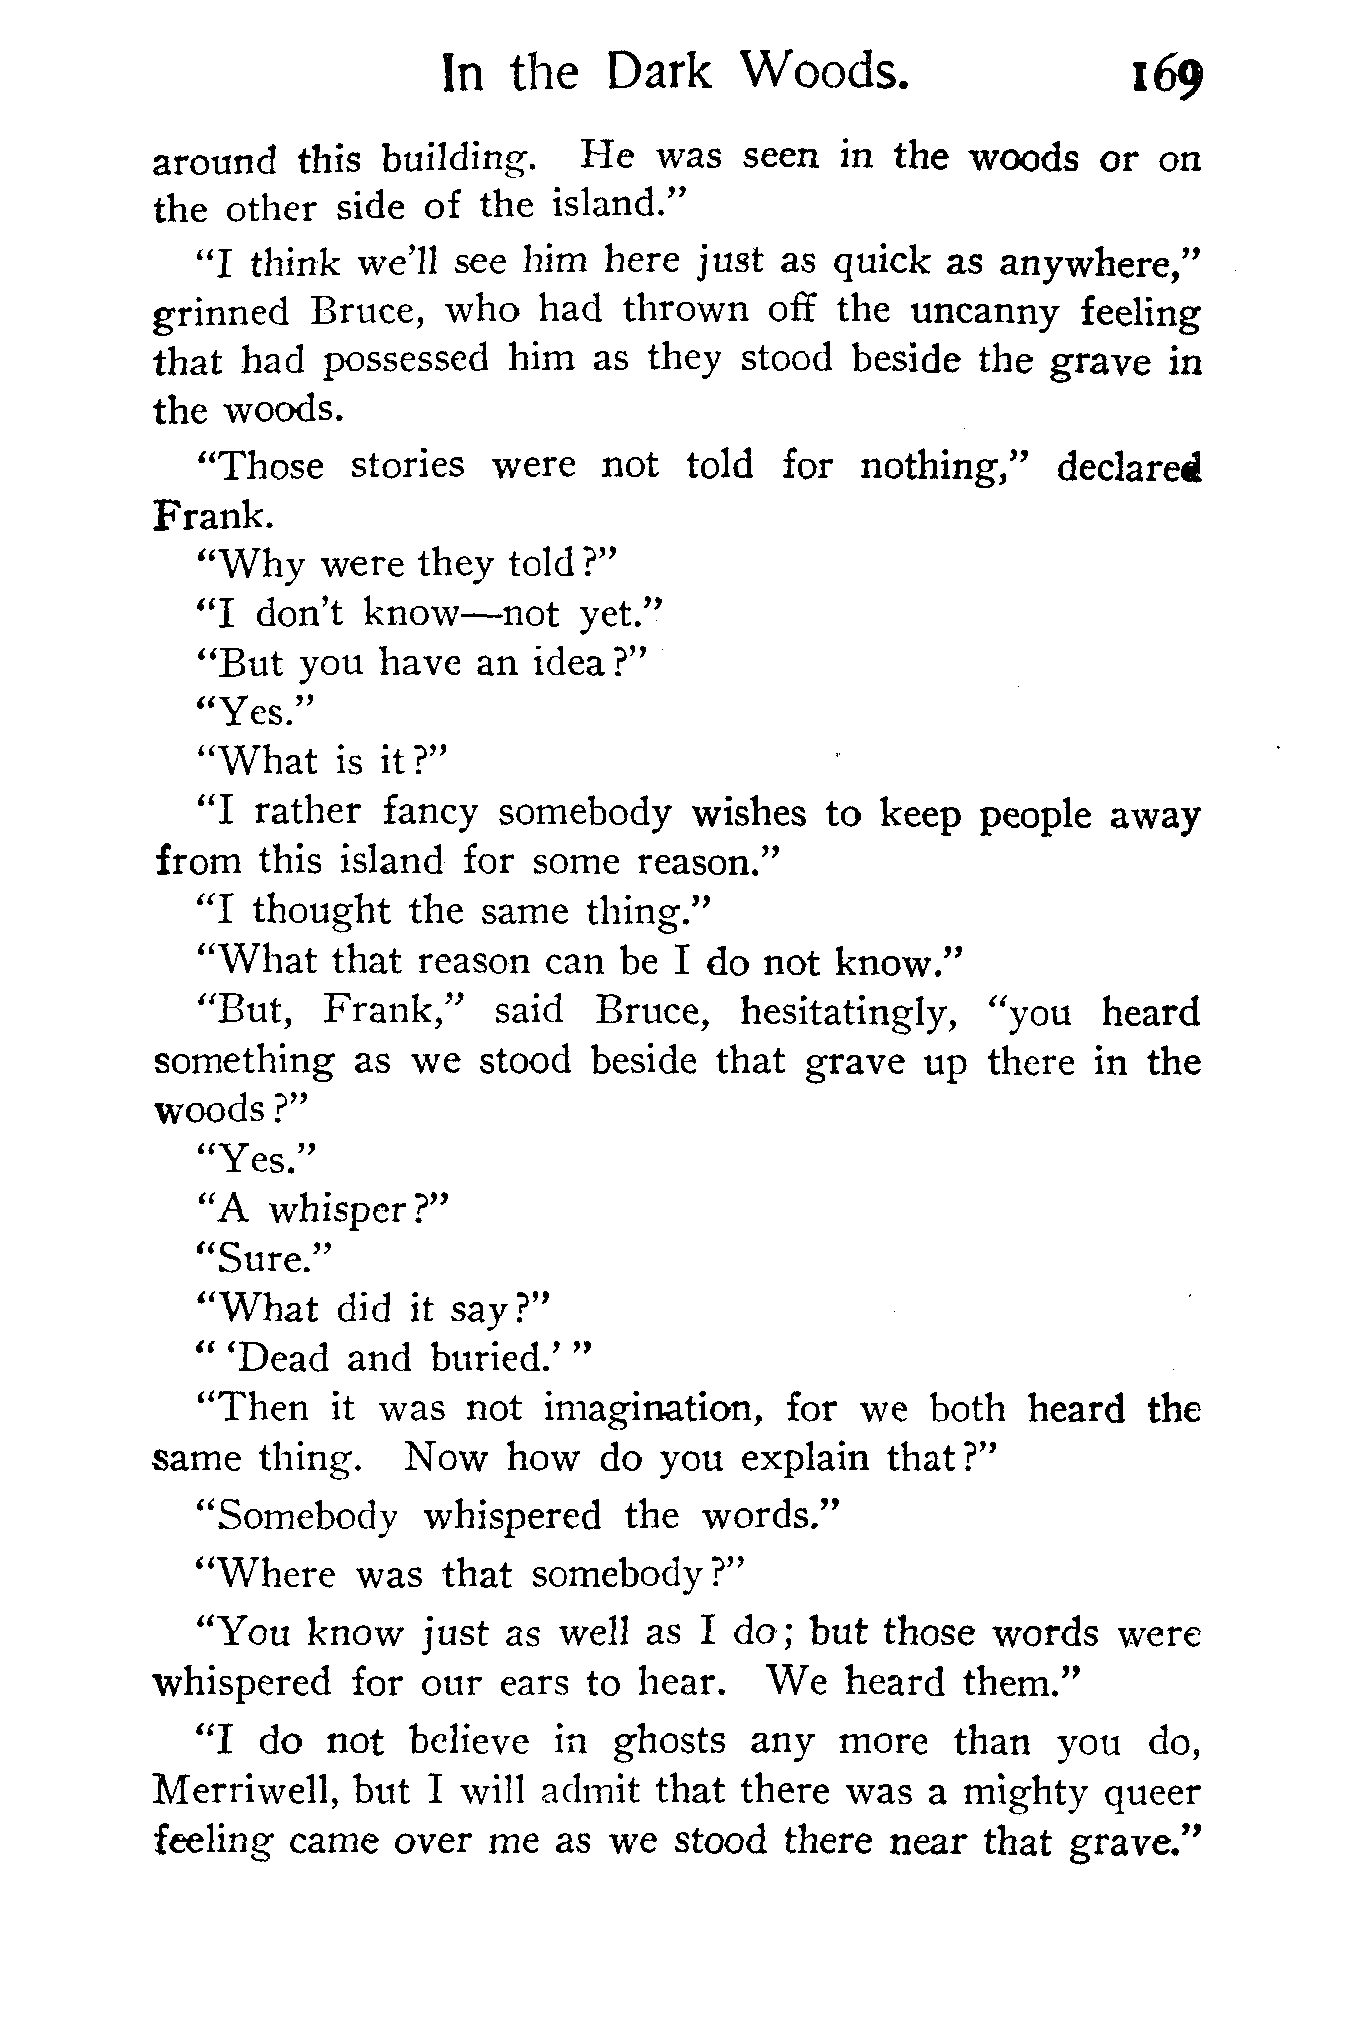 In the Dark Woods. 169
around this building. He was seen in the woods or on
the other side of the island.”
“I think we’ll see him here just as quick as anywhere,”
grinned Bruce, who had thrown off the uncanny feeling
that had possessed him as they stood beside the grave in
the woods.
“Those stories were not told for nothing,” declared
Frank.
“Why were they told?”
“I don’t know—not yet.”
“But you have an idea?”
“Yes.”
“What is it?”
“I rather fancy somebody wishes to keep people away
from this island for some reason.”
“I thought the same thing.”
“What that reason can be I do not know.”
“But, Frank,” said Bruce, hesitatingly, “you heard
something as we stood beside that grave up there in the
woods?”
“Yes.”
“A whisper?”
“Sure.”
“What did it say?”
“ ‘Dead and buried.’ ”
“Then it was not imagination, for we both heard the
same thing. Now how do you explain that?”
“Somebody whispered the words.”
“Where was that somebody?”
“You know just as well as I do; but those words were
whispered for our ears to hear. We heard them.”
“I do not believe in ghosts any more than you do,
Merriwell, but I will admit that there was a mighty queer
feeling came over me as we stood there near that grave.”